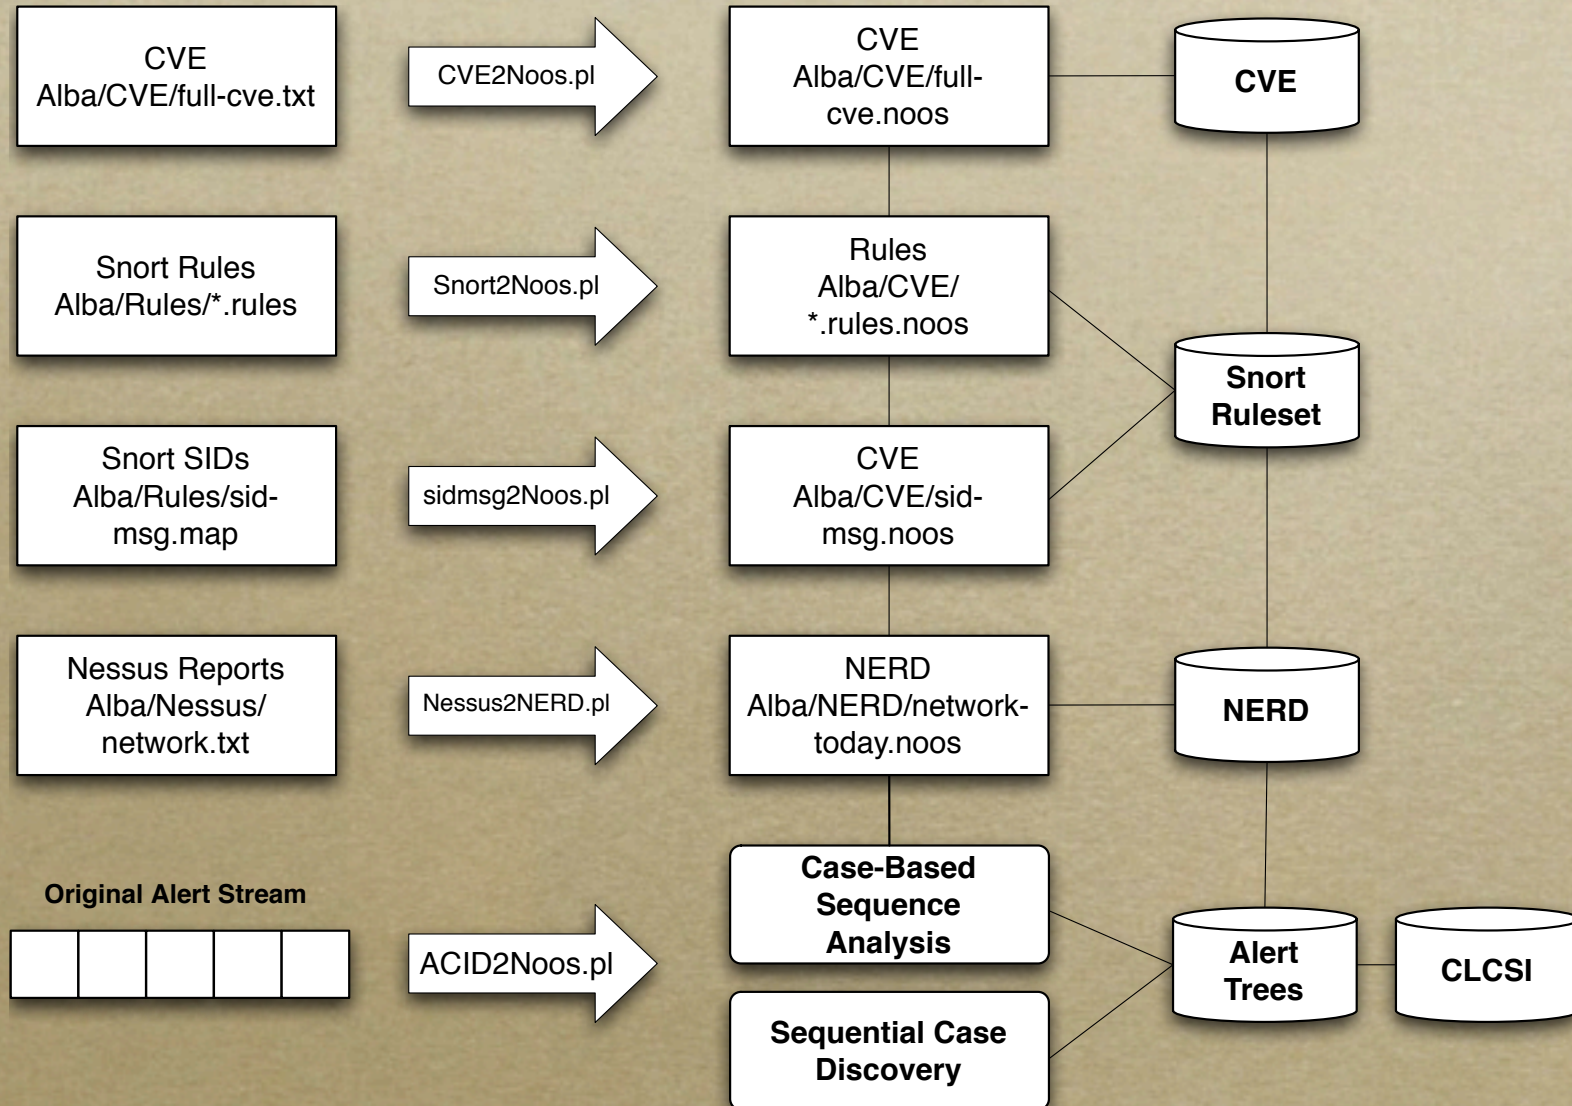 CVE
Alba/CVE/full-cve.txt
CVE2Noos.pl
CVE
Alba/CVE/full-
cve.noos
CVE
Snort Rules
Alba/Rules/*.rules
Snort2Noos.pl
Rules
Alba/CVE/
*.rules.noos
Snort
Ruleset
Snort SIDs
Alba/Rules/sid-
msg.map
sidmsg2Noos.pl
CVE
Alba/CVE/sid-
msg.noos
Nessus Reports
Alba/Nessus/
network.txt
Nessus2NERD.pl
NERD
Alba/NERD/network-
today.noos
NERD
Original Alert Stream
ACID2Noos.pl
Case-Based
Sequence
Analysis
Sequential Case
Discovery
Alert
Trees
CLCSI